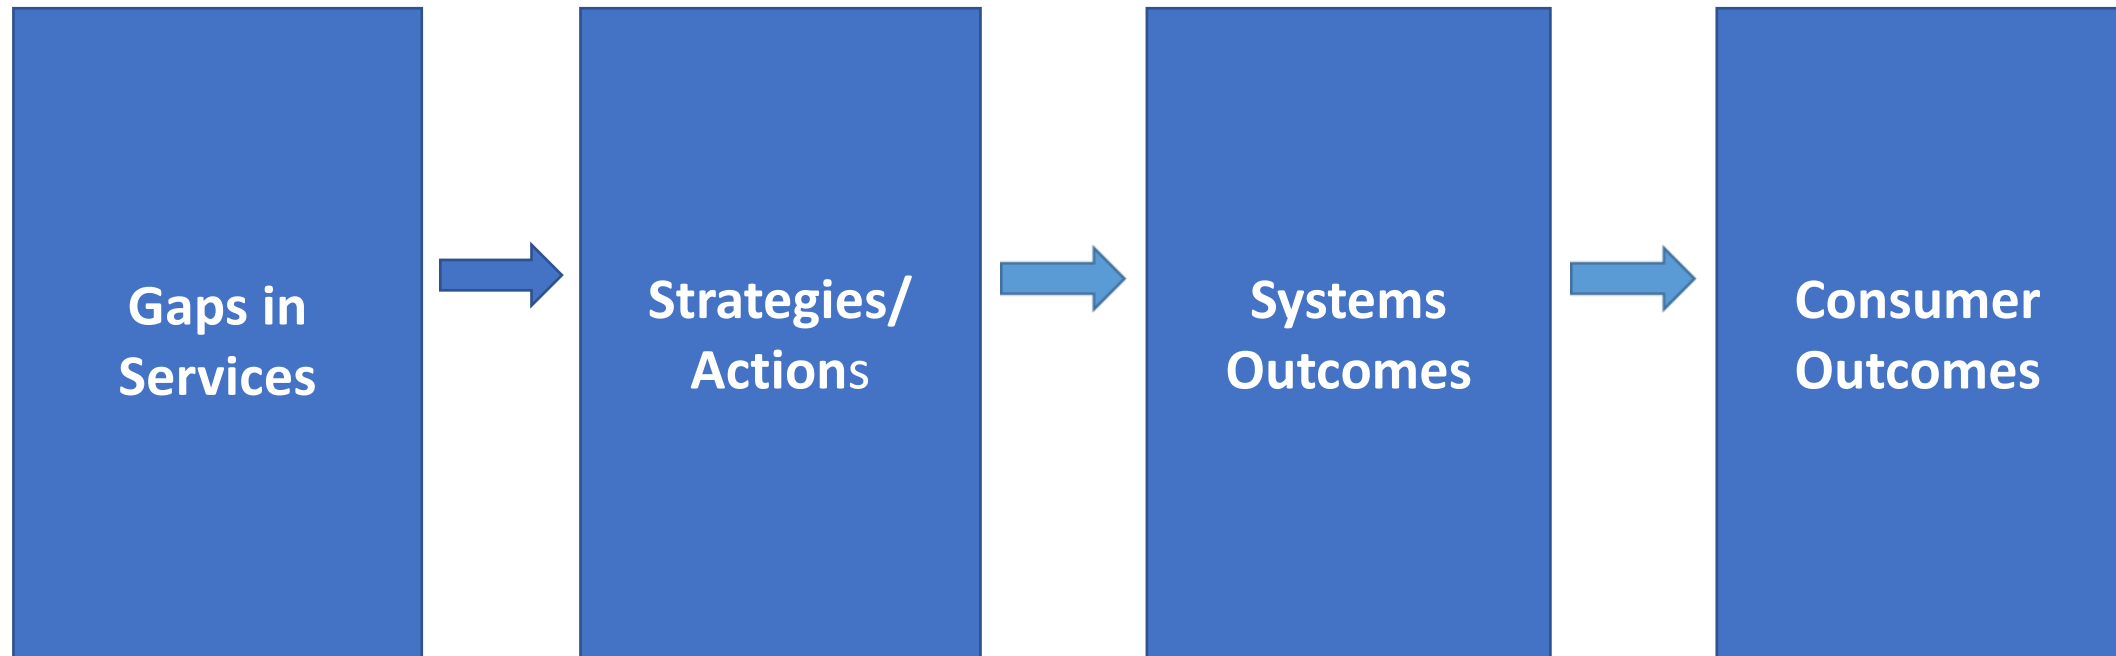 Gaps in
Services
Strategies/
Actions
Systems
Outcomes
Consumer
Outcomes